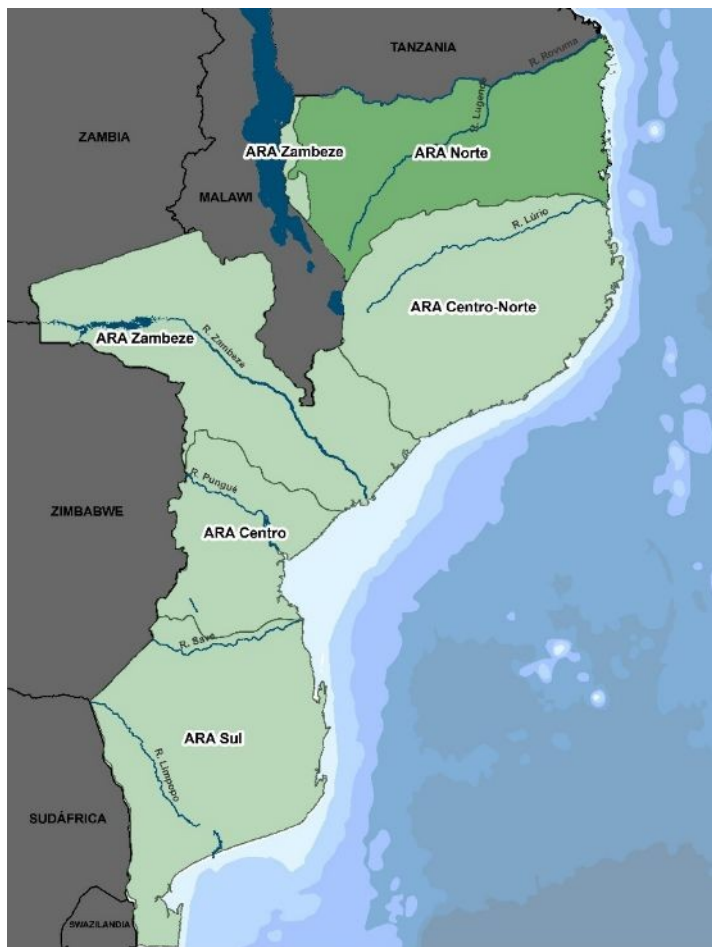 TANZANIA
R. Rovuma
R. Lugenda
ZAMBIA
ARA Zambeze
ARA Norte
MALAWI
R. Lúrio
ARA Centro-Norte
ARA Zambeze
R. Zambeze
R. Pungué
ZIMBABWE
ARA Centro
R. Save
ARA Sul
R. Limpopo
SUDÁFRICA
SWAZILANDIA